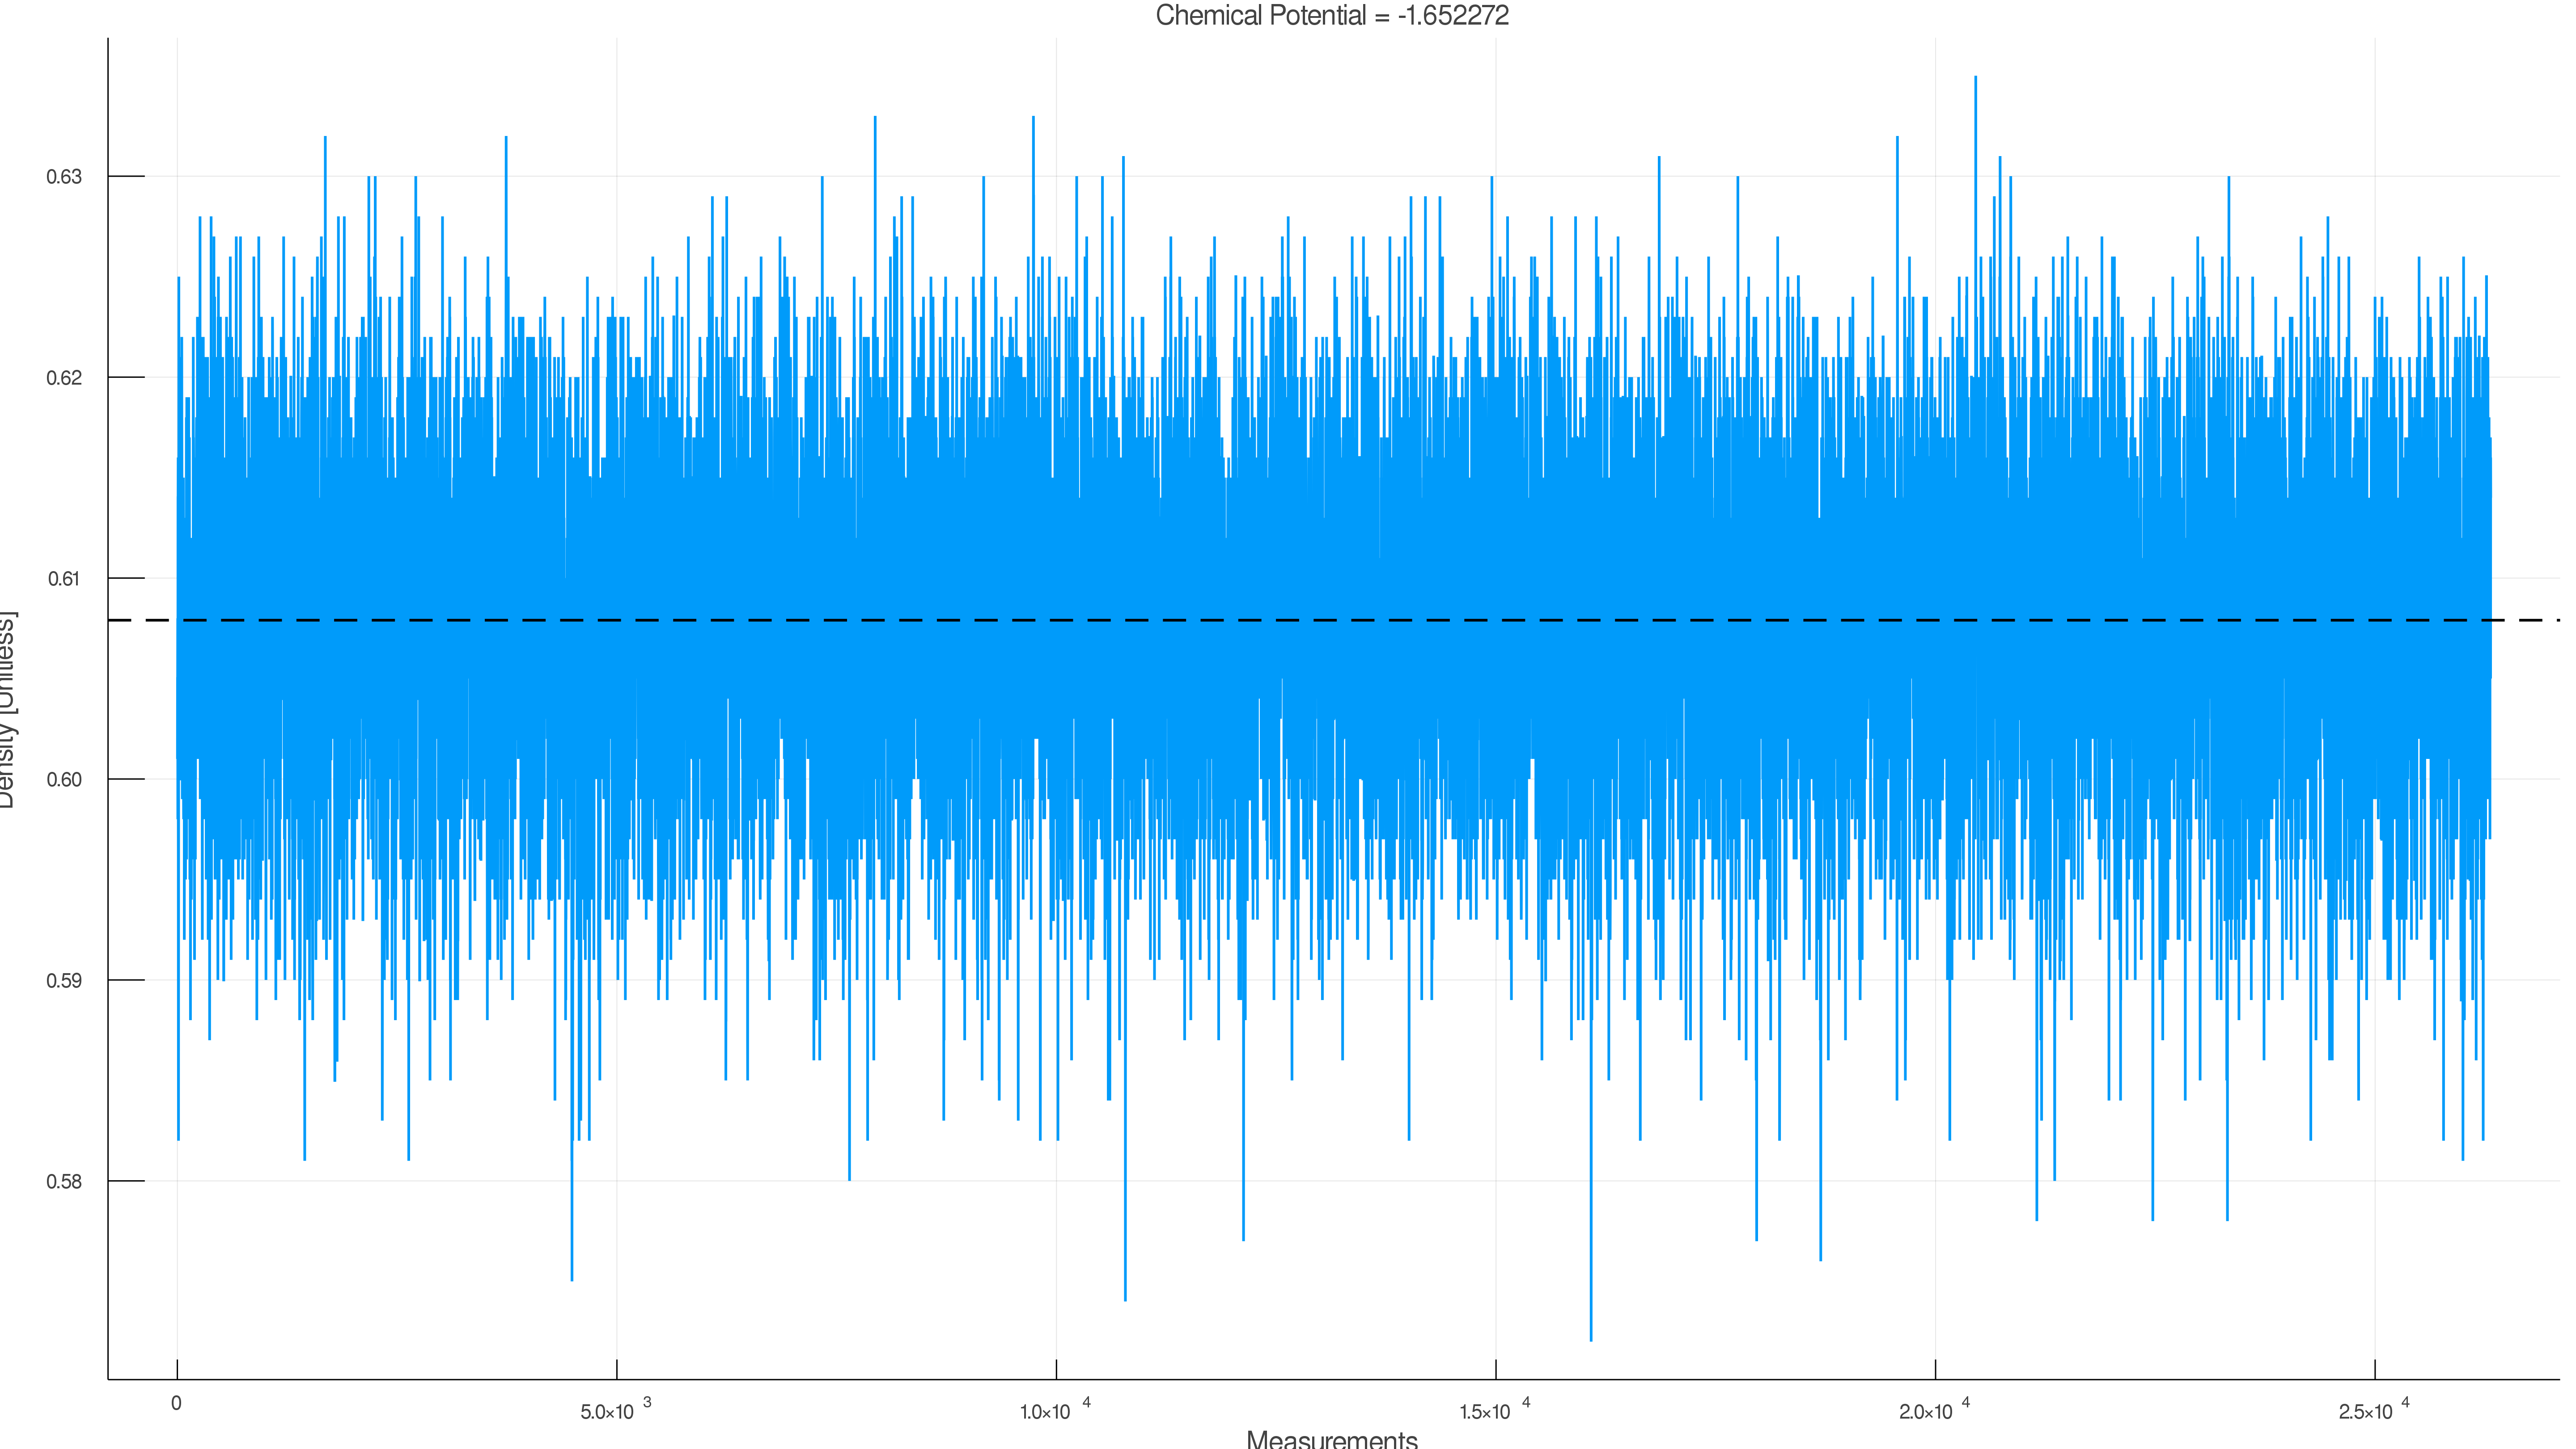 Chemical Potential = -1.652272
Density [Unitless]
0.63
0.62
0.61
0.60
0.59
0.58
0 5.0×10 3 1.0×10 4 1.5×10 4 2.0×10 4 2.5×10 4
Measurements